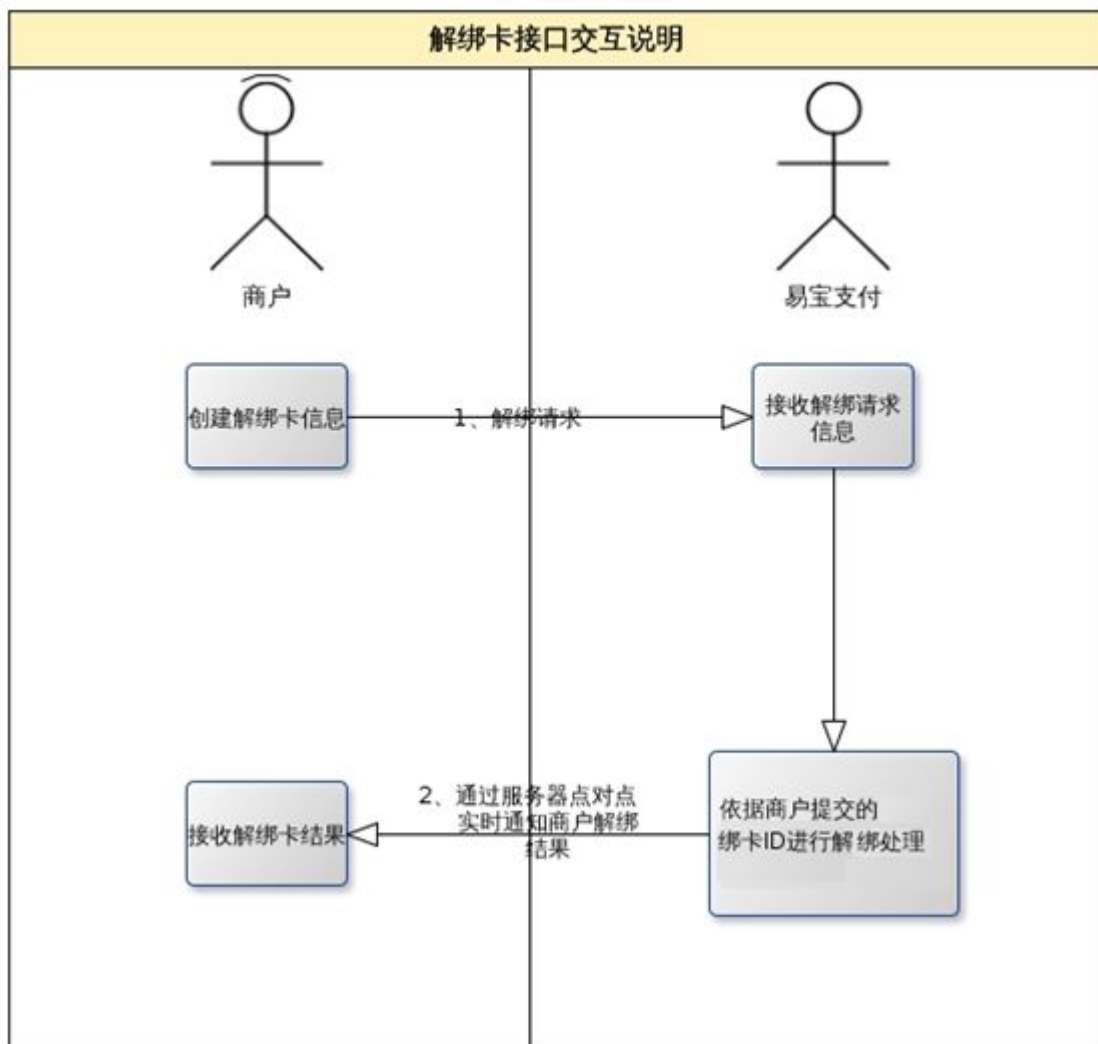 解绑卡接口交互说明
商户
易宝支付
创建解绑卡信息
1、解绑请求
接收解绑请求
信息
2、通过服务器点对点
实时通知商户解绑
结果
接收解绑卡结果
依据商户提交的
绑卡ID进行解 绑处理